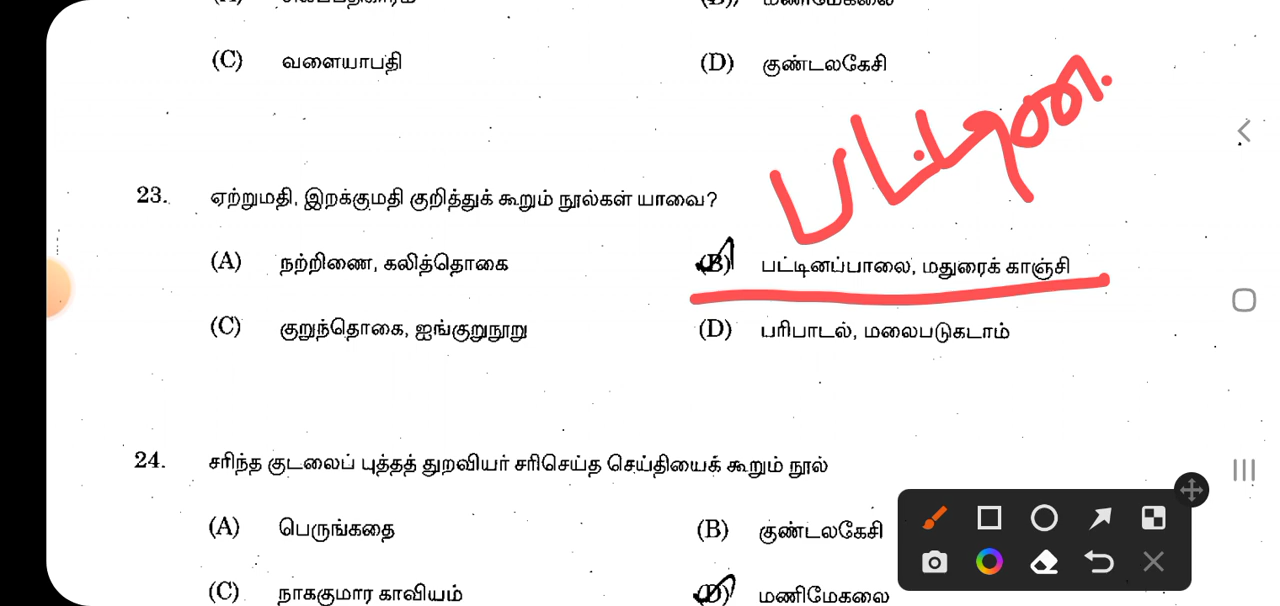 (C) வளையாபதி (D) குண்டலகேசி
பட்டின.
23. ஏற்றுமதி, இறக்குமதி குறித்துக் கூறும் நூல்கள் யாவை?
(A) நற்றிணை, கலித்தொகை (B) பட்டினப்பாலை, மதுரைக் காஞ்சி
(C) குறுந்தொகை, ஐங்குறுநூறு (D) பரிபாடல், மலைபடுகடாம்
24. சரிந்த குடலைப் புத்தத் துறவியர் சரிசெய்த செய்தியைக் கூறும் நூல்
(A) பெருங்கதை (B) குண்டலகேசி
(C) நாககுமார காவியம் (D) மணிமேகலை